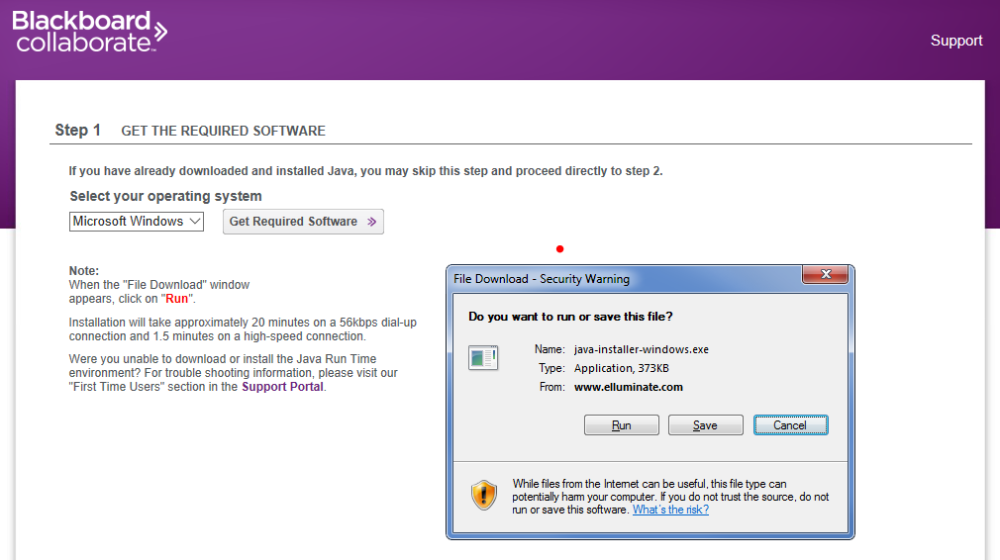 Blackboard
collaborate™
Support
Step 1 GET THE REQUIRED SOFTWARE
If you have already downloaded and installed Java, you may skip this step and proceed directly to step 2.
Select your operating system
Microsoft Windows
Get Required Software »
Note:
When the "File Download" window
appears, click on "Run".
Installation will take approximately 20 minutes on a 56kbps dial-up
connection and 1.5 minutes on a high-speed connection.
Were you unable to download or install the Java Run Time
environment? For trouble shooting information, please visit our
"First Time Users" section in the Support Portal.
File Download - Security Warning
Do you want to run or save this file?
Name: java-installer-windows.exe
Type: Application, 373KB
From: www.elluminate.com
Run Save Cancel
While files from the Internet can be useful, this file type can
potentially harm your computer. If you do not trust the source, do not
run or save this software. What's the risk?